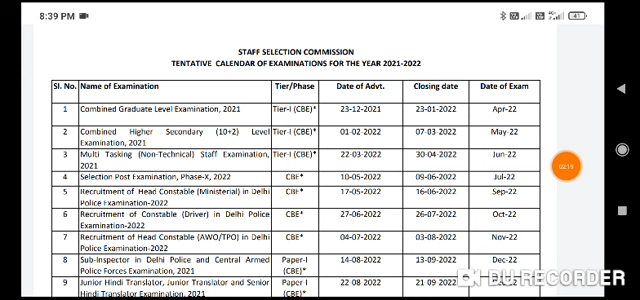 8:39 PM
41
STAFF SELECTION COMMISSION
TENTATIVE CALENDAR OF EXAMINATIONS FOR THE YEAR 2021-2022
Sl. No. Name of Examination Tier/Phase Date of Advt. Closing date Date of Exam
1 Combined Graduate Level Examination, 2021 Tier-I (CBE)* 23-12-2021 23-01-2022 Apr-22
2 Combined Higher Secondary (10+2) Level Tier-I (CBE)* 01-02-2022 07-03-2022 May-22
Examination, 2021
3 Multi Tasking (Non-Technical) Staff Examination, Tier-I (CBE)* 22-03-2022 30-04-2022 Jun-22
2021
02:19
4 Selection Post Examination, Phase-X, 2022 CBE* 10-05-2022 09-06-2022 Jul-22
5 Recruitment of Head Constable (Ministerial) in Delhi CBE* 17-05-2022 16-06-2022 Sep-22
Police Examination-2022
6 Recruitment of Constable (Driver) in Delhi Police CBE* 27-06-2022 26-07-2022 Oct-22
Examination-2022
7 Recruitment of Head Constable (AWO/TPO) in Delhi CBE* 04-07-2022 03-08-2022 Nov-22
Police Examination-2022
8 Sub-Inspector in Delhi Police and Central Armed Paper-I 14-08-2022 13-09-2022 Dec-22
Police Forces Examination, 2021 (CBE)*
9 Junior Hindi Translator, Junior Translator and Senior Paper-I 22 08-2022 21 09-2022
Hindi Translator Examination, 2021 (CBE)*
DU RECORDER